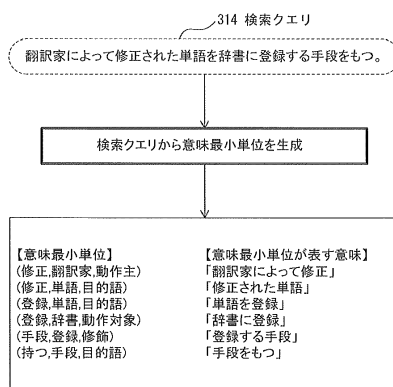 314 検索クエリ
翻訳家によって修正された単語を辞書に登録する手段をもつ。
検索クエリから意味最小単位を生成
【意味最小単位】 【意味最小単位が表す意味】
(修正,翻訳家,動作主) 「翻訳家によって修正」
(修正,単語,目的語) 「修正された単語」
(登録,単語,目的語) 「単語を登録」
(登録,辞書,動作対象) 「辞書に登録」
(手段,登録,修飾) 「登録する手段」
(持つ,手段,目的語) 「手段をもつ」